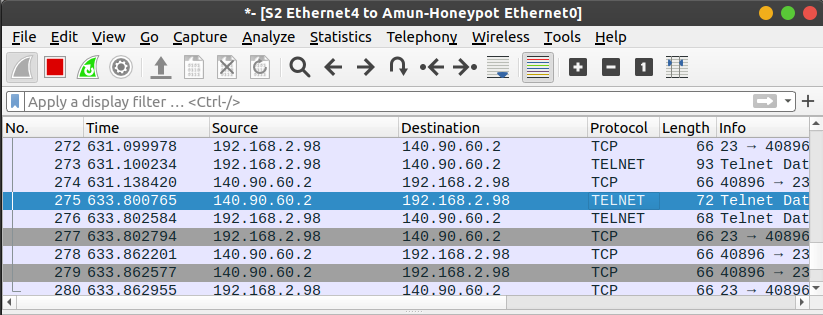 *- [S2 Ethernet4 to Amun-Honeypot Ethernet0]
File Edit View Go Capture Analyze Statistics Telephony Wireless Tools Help
Apply a display filter … <Ctrl-/>
No. Time Source Destination Protocol Length Info
272 631.099978 192.168.2.98 140.90.60.2 TCP 66 23 → 40896
273 631.100234 192.168.2.98 140.90.60.2 TELNET 93 Telnet Dat
274 631.138420 140.90.60.2 192.168.2.98 TCP 66 40896 → 23
275 633.800765 140.90.60.2 192.168.2.98 TELNET 72 Telnet Dat
276 633.802584 192.168.2.98 140.90.60.2 TELNET 68 Telnet Dat
277 633.802794 192.168.2.98 140.90.60.2 TCP 66 23 → 40896
278 633.862201 140.90.60.2 192.168.2.98 TCP 66 40896 → 23
279 633.862577 140.90.60.2 192.168.2.98 TCP 66 40896 → 23
280 633.862955 192.168.2.98 140.90.60.2 TCP 66 23 → 40896